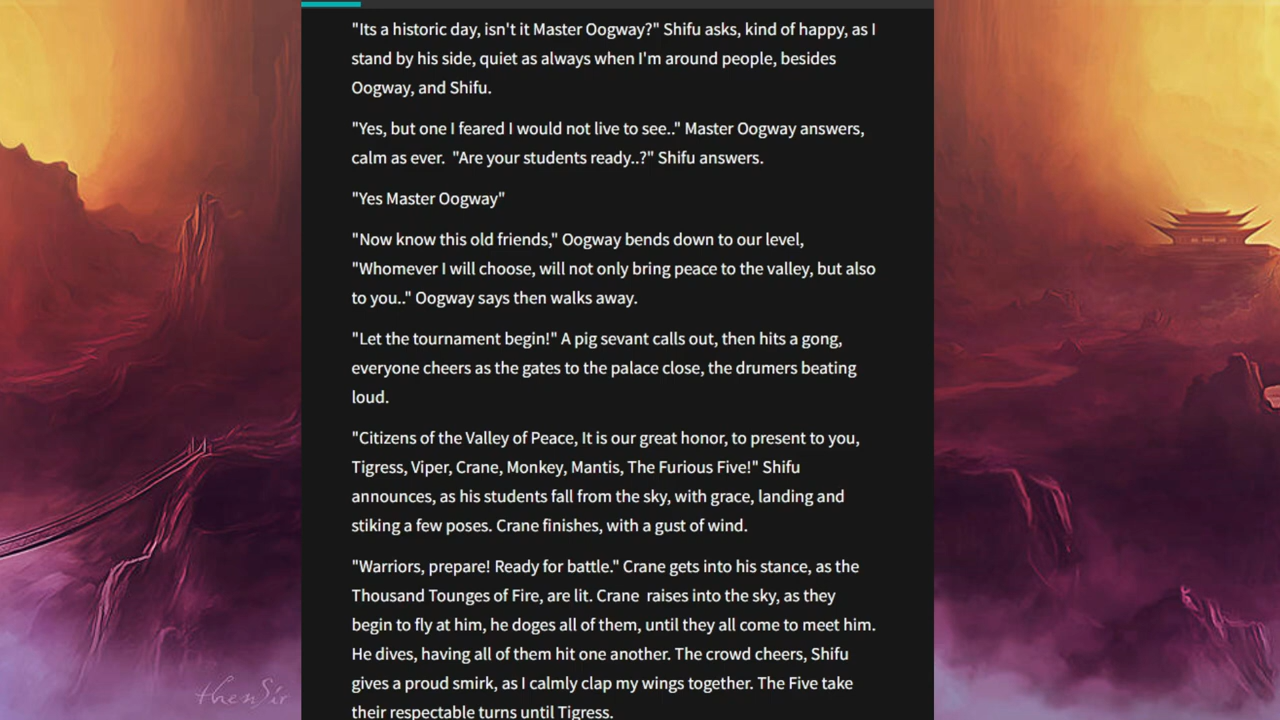 "Its a historic day, isn't it Master Oogway?" Shifu asks, kind of happy, as I
stand by his side, quiet as always when I'm around people, besides
Oogway, and Shifu.
"Yes, but one I feared I would not live to see.." Master Oogway answers,
calm as ever.  "Are your students ready..?" Shifu answers.
"Yes Master Oogway"
"Now know this old friends," Oogway bends down to our level,
"Whomever I will choose, will not only bring peace to the valley, but also
to you.." Oogway says then walks away.
"Let the tournament begin!" A pig sevant calls out, then hits a gong,
everyone cheers as the gates to the palace close, the drumers beating
loud.
"Citizens of the Valley of Peace, It is our great honor, to present to you,
Tigress, Viper, Crane, Monkey, Mantis, The Furious Five!" Shifu
announces, as his students fall from the sky, with grace, landing and
stiking a few poses. Crane finishes, with a gust of wind.
"Warriors, prepare! Ready for battle." Crane gets into his stance, as the
Thousand Tounges of Fire, are lit. Crane  raises into the sky, as they
begin to fly at him, he doges all of them, until they all come to meet him.
He dives, having all of them hit one another. The crowd cheers, Shifu
gives a proud smirk, as I calmly clap my wings together. The Five take
their respectable turns until Tigress.